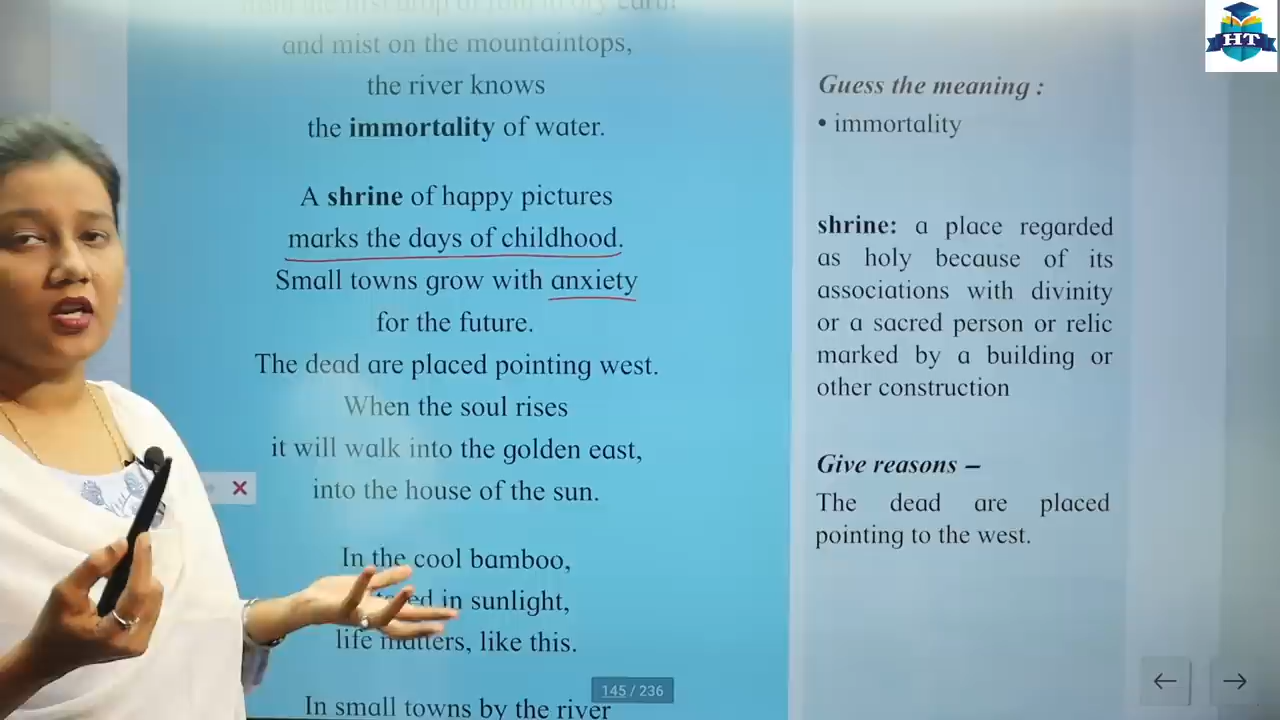 and mist on the mountaintops,
the river knows
the immortality of water.
A shrine of happy pictures
marks the days of childhood.
Small towns grow with anxiety
for the future.
The dead are placed pointing west.
When the soul rises
it will walk into the golden east,
into the house of the sun.
In the cool bamboo,
in sunlight,
life matters, like this.
In small towns by the river
Guess the meaning :
• immortality
shrine: a place regarded
as holy because of its
associations with divinity
or a sacred person or relic
marked by a building or
other construction
Give reasons –
The dead are placed
pointing to the west.
145 / 236
HT